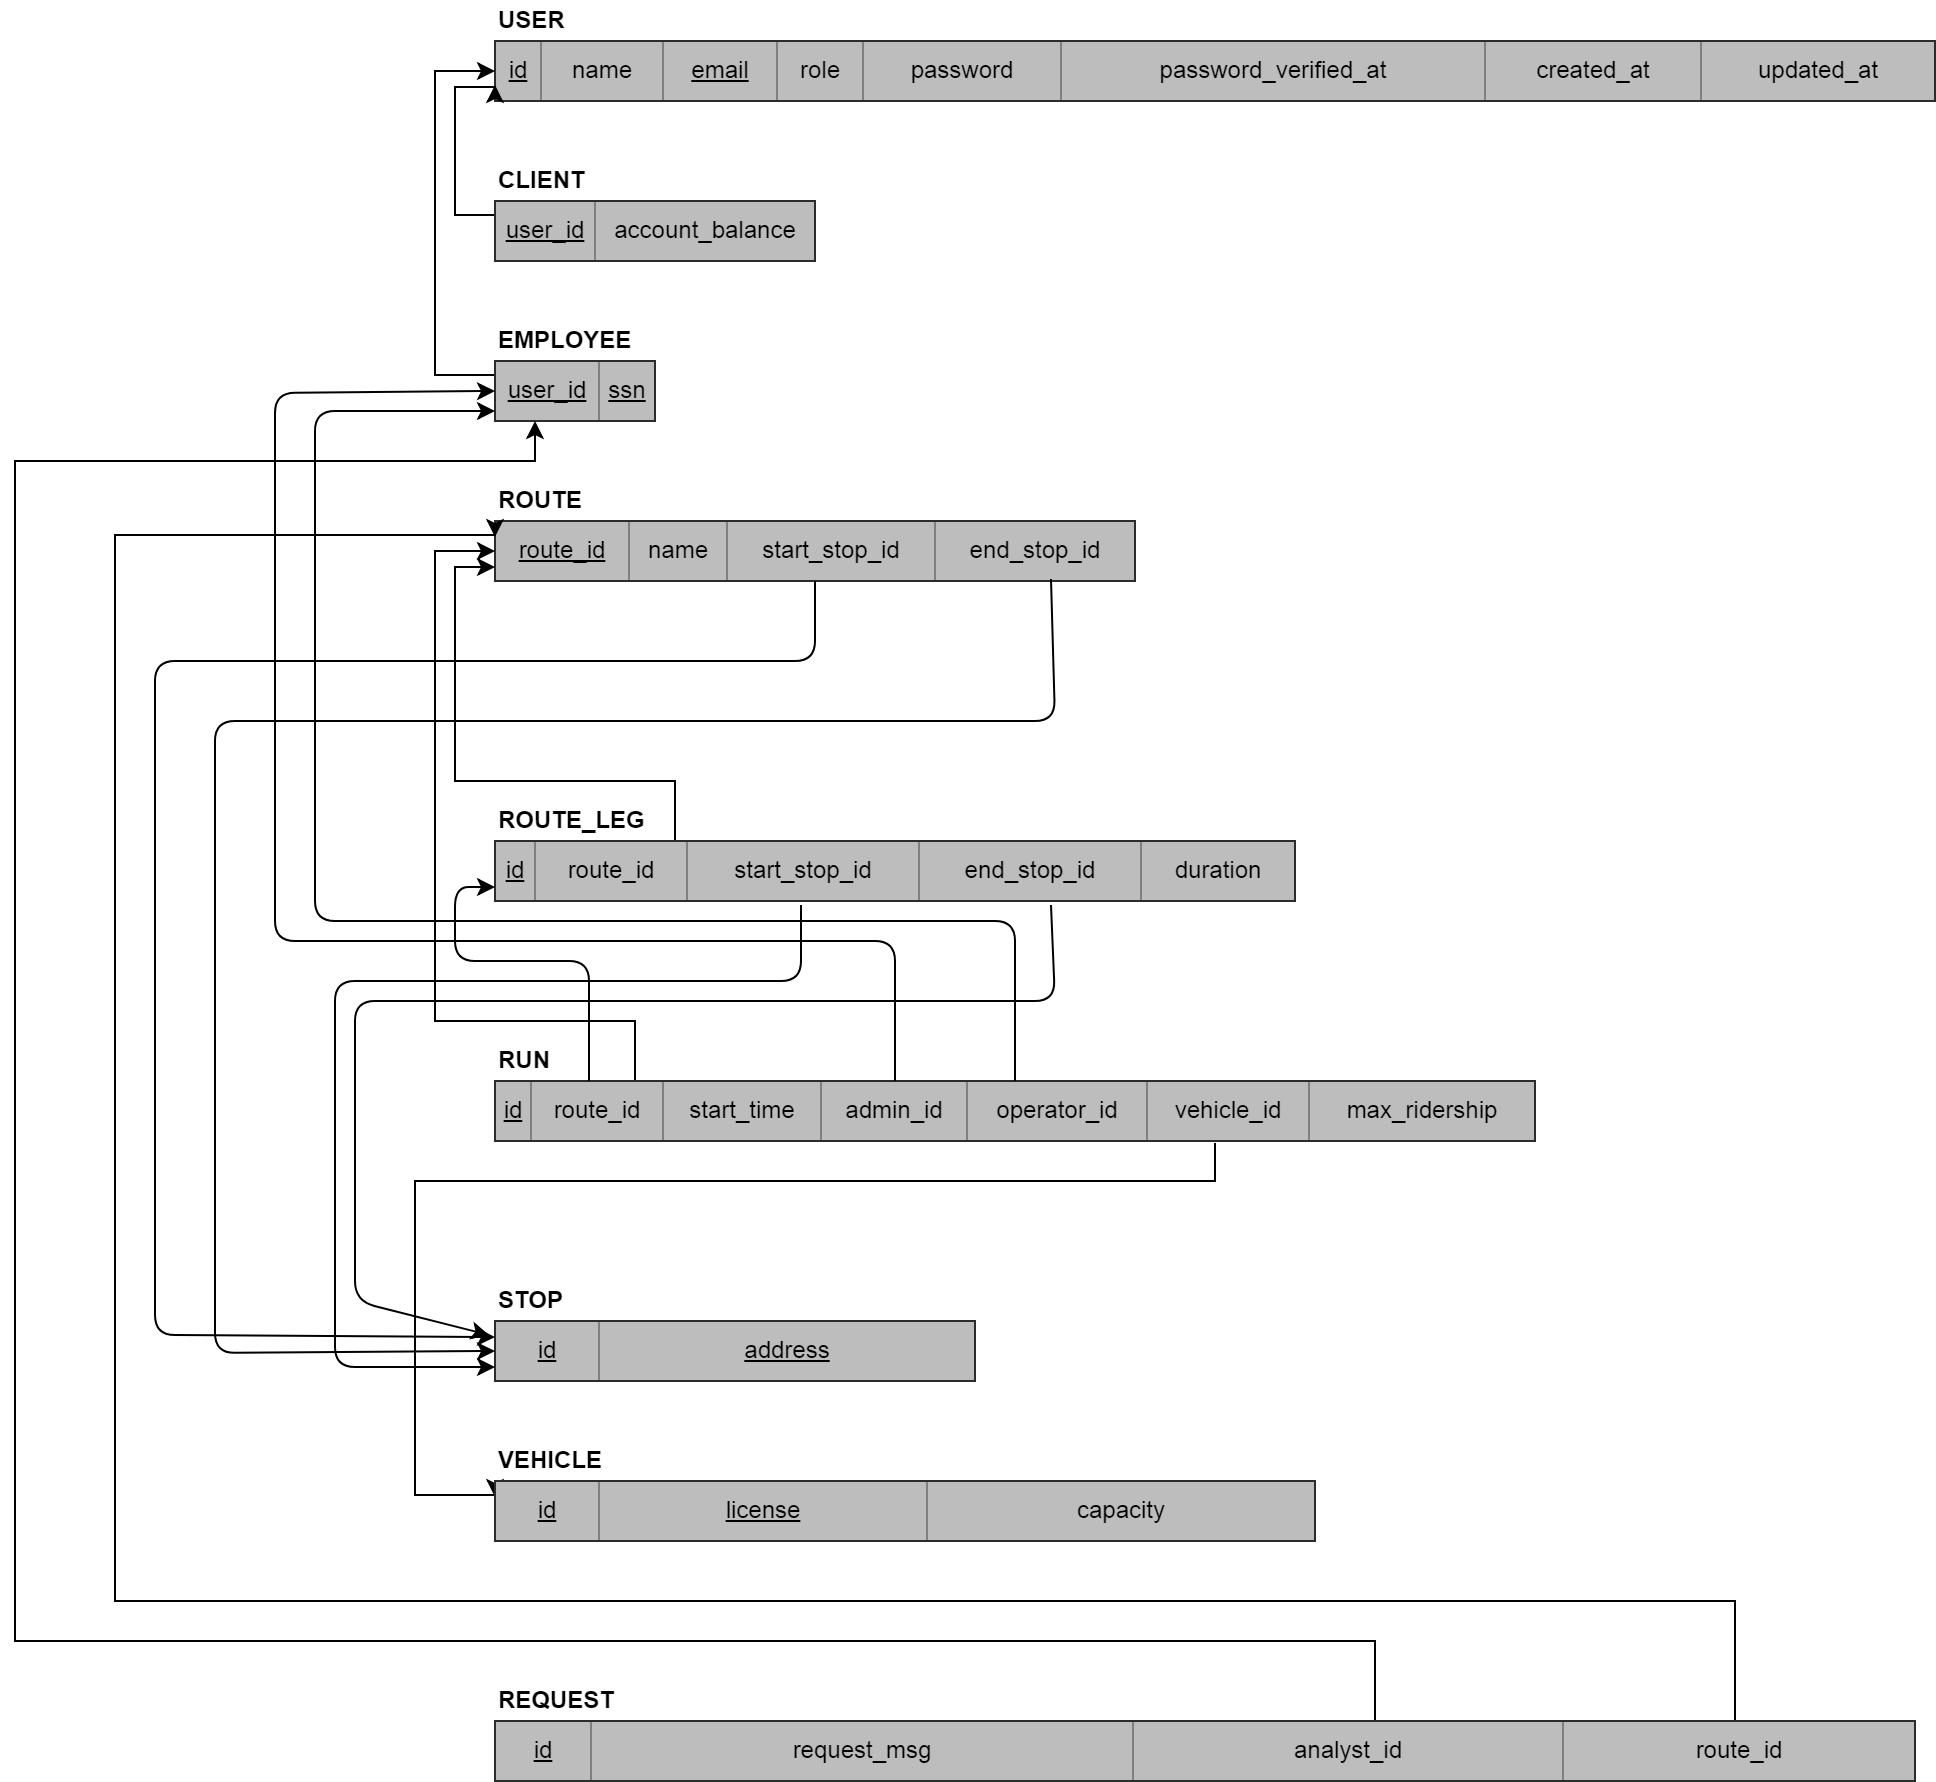 USER
id name email role password password_verified_at created_at updated_at
CLIENT
user_id account_balance
EMPLOYEE
user_id ssn
ROUTE
route_id name start_stop_id end_stop_id
ROUTE_LEG
id route_id start_stop_id end_stop_id duration
RUN
id route_id start_time admin_id operator_id vehicle_id max_ridership
STOP
id address
VEHICLE
id license capacity
REQUEST
id request_msg analyst_id route_id